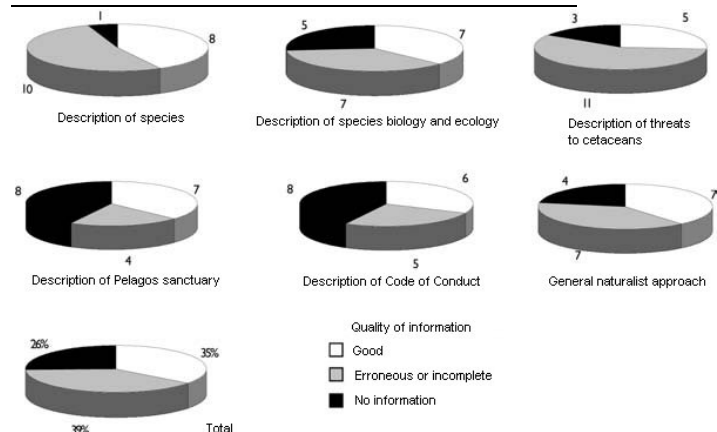 1
8
10
Description of species
5
7
7
Description of species biology and ecology
3
5
11
Description of threats
to cetaceans
8
7
4
Description of Pelagos sanctuary
8
6
5
Description of Code of Conduct
4
7
7
General naturalist approach
26%
35%
39%
Total
Quality of information
Good
Erroneous or incomplete
No information